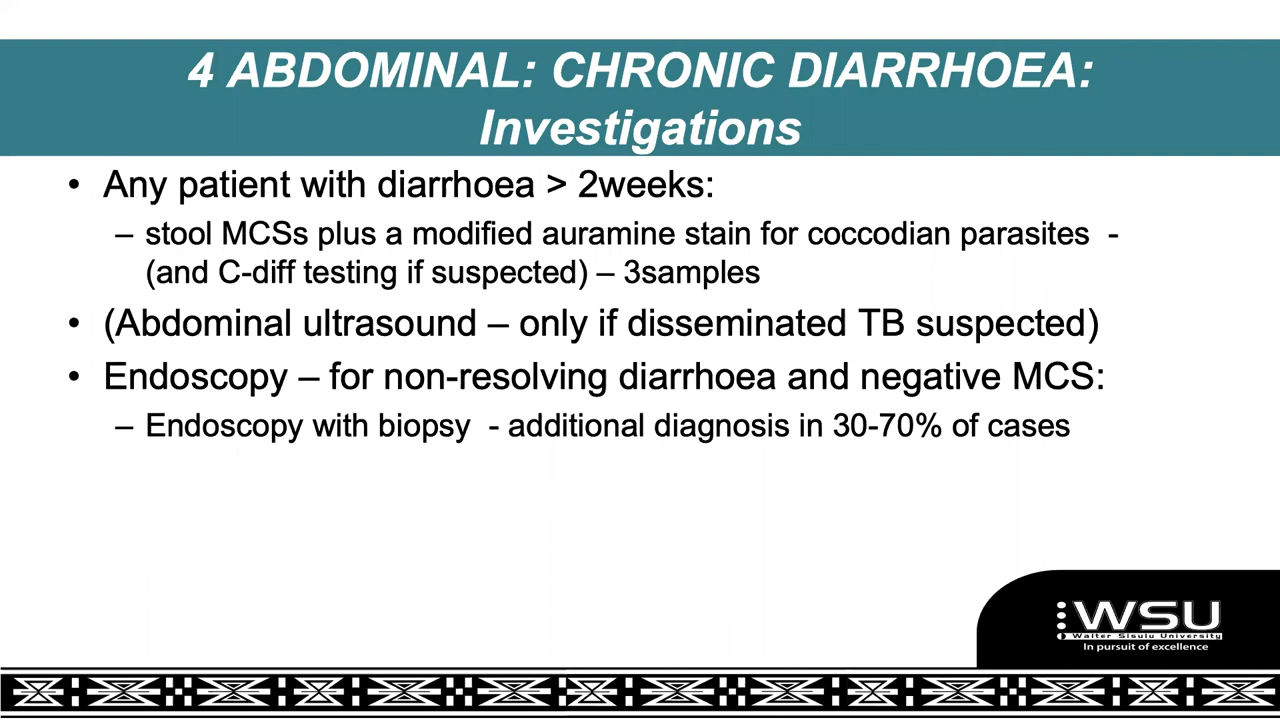 4 ABDOMINAL: CHRONIC DIARRHOEA:
Investigations
• Any patient with diarrhoea > 2weeks:
– stool MCSs plus a modified auramine stain for coccodian parasites -
(and C-diff testing if suspected) – 3samples
• (Abdominal ultrasound – only if disseminated TB suspected)
• Endoscopy – for non-resolving diarrhoea and negative MCS:
– Endoscopy with biopsy - additional diagnosis in 30-70% of cases
WSU
Walter Sisulu University
In pursuit of excellence